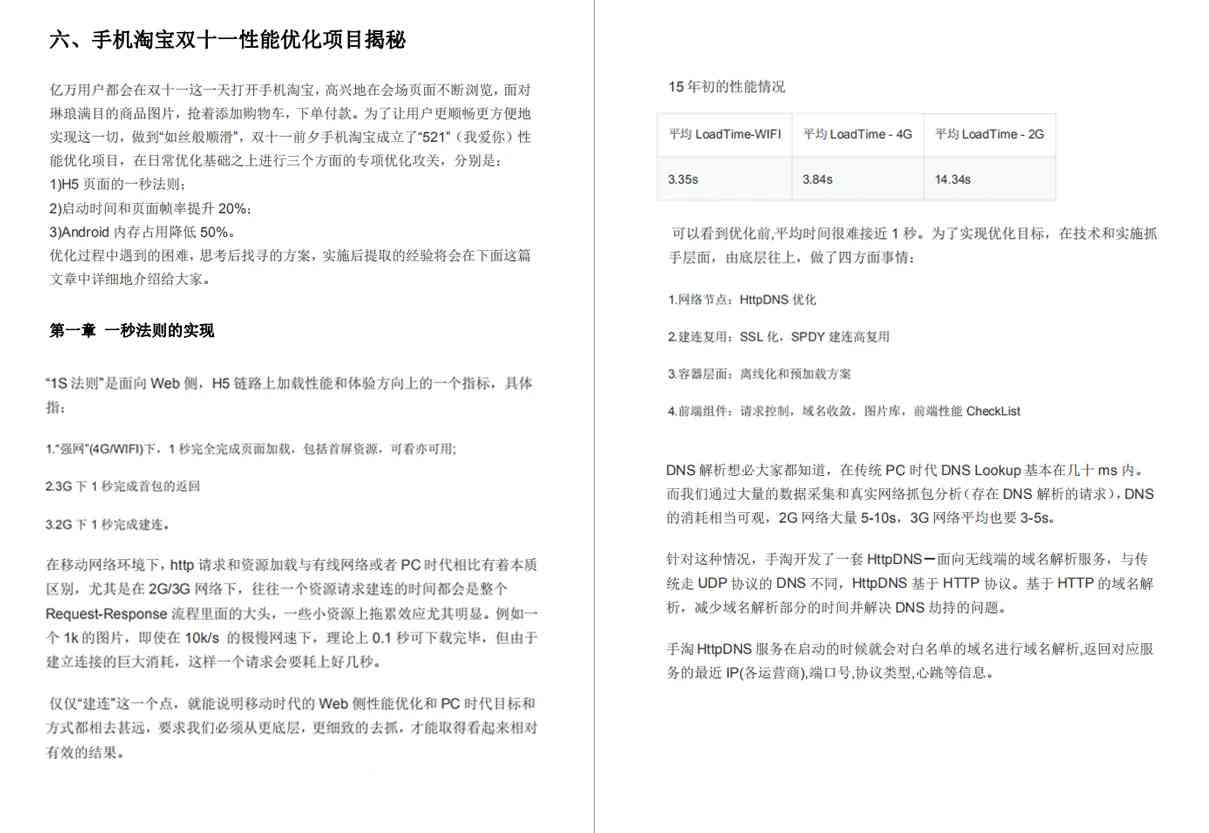 六、手机淘宝双十一性能优化项目揭秘
亿万用户都会在双十一这一天打开手机淘宝，高兴地在会场页面不断浏览，面对
琳琅满目的商品图片，抢着添加购物车，下单付款。为了让用户更顺畅更方便地
实现这一切，做到“如丝般顺滑”，双十一前夕手机淘宝成立了“521”（我爱你）性
能优化项目，在日常优化基础之上进行三个方面的专项优化攻关，分别是：
1)H5 页面的一秒法则；
2)启动时间和页面帧率提升 20%；
3)Android 内存占用降低 50%。
优化过程中遇到的困难，思考后找寻的方案，实施后提取的经验将会在下面这篇
文章中详细地介绍给大家。
第一章 一秒法则的实现
“1S 法则”是面向 Web 侧，H5 链路上加载性能和体验方向上的一个指标，具体
指：
1.“强网”(4G/WIFI)下，1 秒完全完成页面加载，包括首屏资源，可看亦可用;
2.3G 下 1 秒完成首包的返回
3.2G 下 1 秒完成建连。
在移动网络环境下，http 请求和资源加载与有线网络或者 PC 时代相比有着本质
区别，尤其是在 2G/3G 网络下，往往一个资源请求建连的时间都会是整个
Request-Response 流程里面的大头，一些小资源上拖累效应尤其明显。例如一
个 1k 的图片，即使在 10k/s 的极慢网速下，理论上 0.1 秒可下载完毕，但由于
建立连接的巨大消耗，这样一个请求会要耗上好几秒。
仅仅“建连”这一个点，就能说明移动时代的 Web 侧性能优化和 PC 时代目标和
方式都相去甚远，要求我们必须从更底层，更细致的去抓，才能取得看起来相对
有效的结果。
15 年初的性能情况
平均 LoadTime-WIFI 平均 LoadTime - 4G 平均 LoadTime - 2G
3.35s 3.84s 14.34s
可以看到优化前,平均时间很难接近 1 秒。为了实现优化目标，在技术和实施抓
手层面，由底层往上，做了四方面事情：
1.网络节点：HttpDNS 优化
2.建连复用：SSL 化，SPDY 建连高复用
3.容器层面：离线化和预加载方案
4.前端组件：请求控制，域名收敛，图片库，前端性能 CheckList
DNS 解析想必大家都知道，在传统 PC 时代 DNS Lookup 基本在几十 ms 内。
而我们通过大量的数据采集和真实网络抓包分析（存在 DNS 解析的请求），DNS
的消耗相当可观，2G 网络大量 5-10s，3G 网络平均也要 3-5s。
针对这种情况，手淘开发了一套 HttpDNS－面向无线端的域名解析服务，与传
统走 UDP 协议的 DNS 不同，HttpDNS 基于 HTTP 协议。基于 HTTP 的域名解
析，减少域名解析部分的时间并解决 DNS 劫持的问题。
手淘 HttpDNS 服务在启动的时候就会对白名单的域名进行域名解析,返回对应服
务的最近 IP(各运营商),端口号,协议类型,心跳等信息。